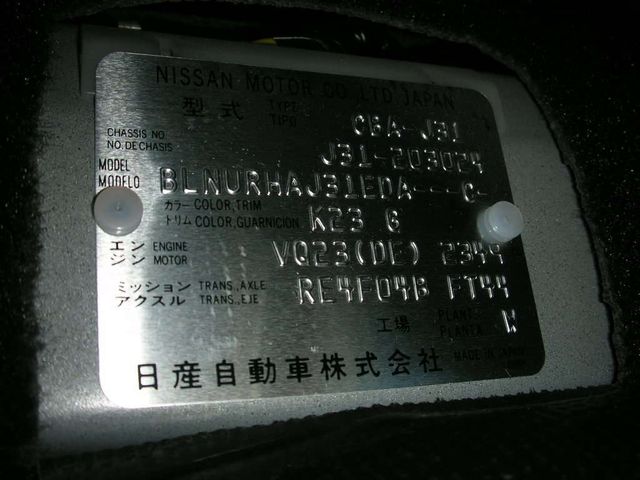 NISSAN MOTOR CO.,LTD.JAPAN
型式 TYPE TIPO CBA-J31
CHASSIS NO. NO.DE CHASIS J31-203024
MODEL MODELO BLNURHAJ31EDA---C-
カラー COLOR,TRIM トリム COLOR,GUARNICION K23 G
エンジン ENGINE MOTOR VQ23(DE) 2349
ミッション TRANS.,AXLE アクスル TRANS.,EJE RE4F04B FT44
工場 PLANT PLANTA
日産自動車株式会社 MADE IN JAPAN